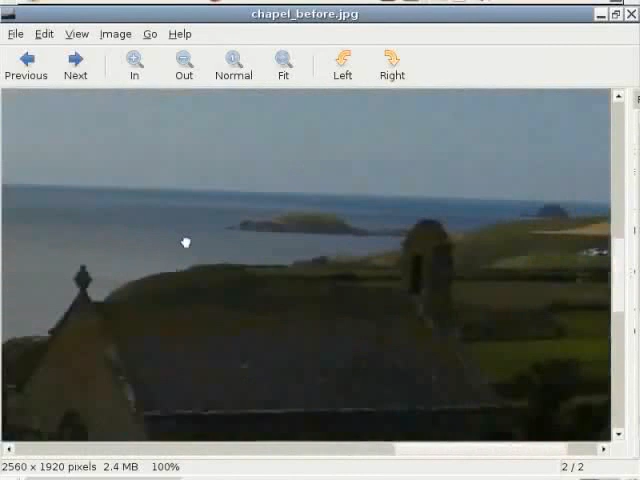 chapel_before.jpg
File Edit View Image Go Help
Previous Next In Out Normal Fit Left Right
2560 x 1920 pixels 2.4 MB 100% 2 / 2